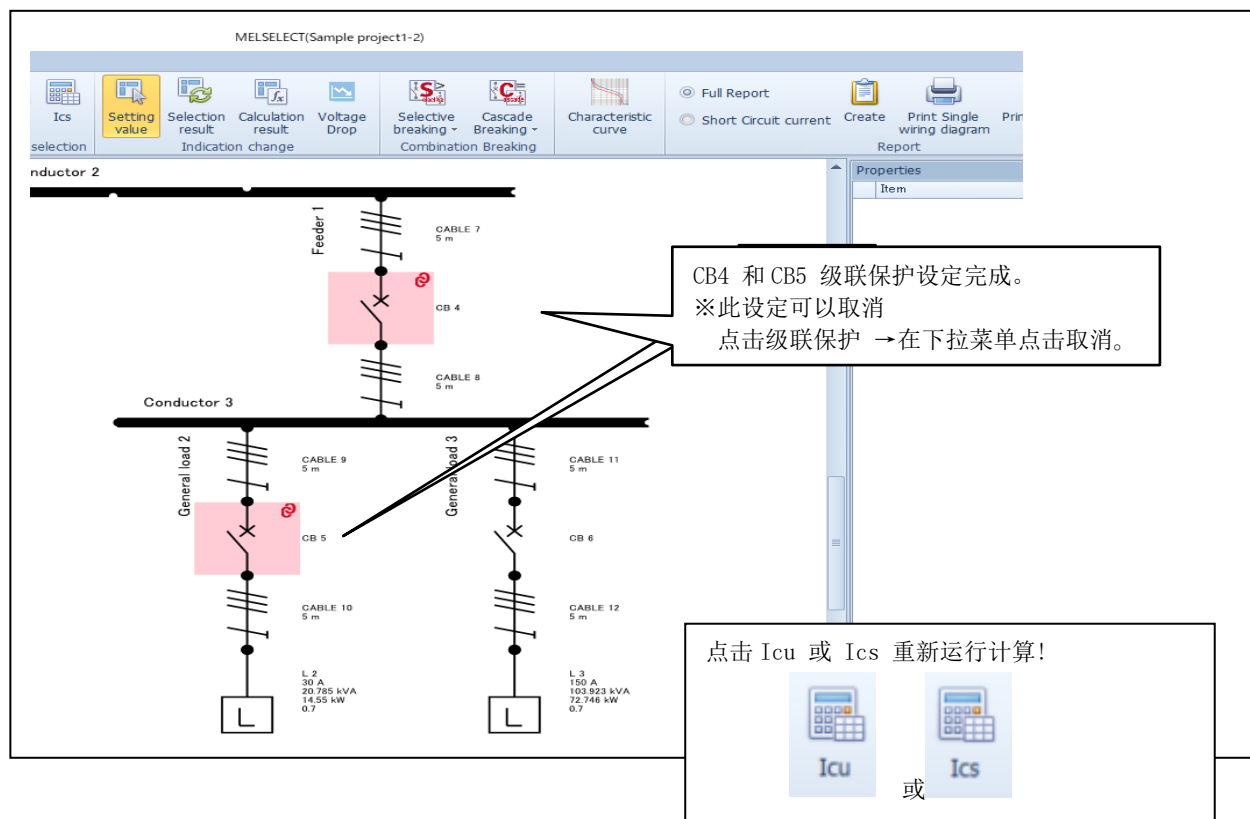 MELSELECT(Sample project1-2)
Ics
Setting value
Selection result
Calculation result
Voltage Drop
Selective breaking
Cascade Breaking
Characteristic curve
Full Report
Short Circuit current
Create
Print Single wiring diagram
Prin
selection
Indication change
Combination Breaking
Report
nductor 2
Properties
Item
Feeder 1
CABLE 7
5 m
CB 4
CABLE 8
5 m
CB4 和 CB5 级联保护设定完成。
※此设定可以取消
点击级联保护 →在下拉菜单点击取消。
Conductor 3
General load 2
CABLE 9
5 m
General load 3
CABLE 11
5 m
CB 5
CB 6
CABLE 10
5 m
CABLE 12
5 m
L 2
30 A
20.785 kVA
14.55 kW
0.7
L
L 3
150 A
103.923 kVA
72.746 kW
0.7
L
点击 Icu 或 Ics 重新运行计算!
Icu
或
Ics